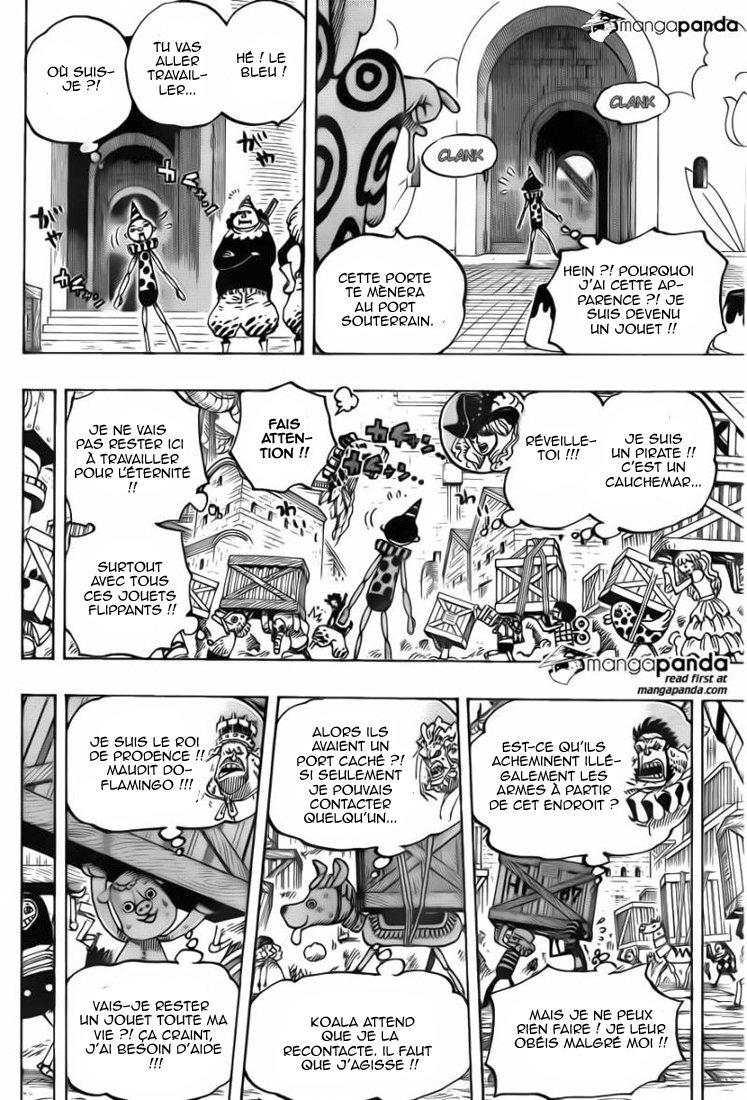 mangapanda
HÉ ! LE
BLEU !
TU VAS
ALLER
TRAVAIL-
LER...
OÙ SUIS-
JE ?!
CLANK
CLANK
CETTE PORTE
TE MÈNERA
AU PORT
SOUTERRAIN.
HEIN ?! POURQUOI
J'AI CETTE AP-
PARENCE ?! JE
SUIS DEVENU
UN JOUET !!
JE NE VAIS
PAS RESTER ICI
À TRAVAILLER
POUR L'ÉTERNITÉ
!!
SURTOUT
AVEC TOUS
CES JOUETS
FLIPPANTS !!
FAIS
ATTEN-
TION !!
RÉVEILLE-
TOI !!!
JE SUIS
UN PIRATE !!
C'EST UN
CAUCHEMAR...
mangapanda
read first at
mangapanda.com
JE SUIS LE ROI
DE PRODENCE !!
MAUDIT DO-
FLAMINGO !!!
VAIS-JE RESTER
UN JOUET TOUTE MA
VIE ?! ÇA CRAINT,
J'AI BESOIN D'AIDE
!!!
ALORS ILS
AVAIENT UN
PORT CACHÉ ?!
SI SEULEMENT
JE POUVAIS
CONTACTER
QUELQU'UN...
KOALA ATTEND
QUE JE LA
RECONTACTE. IL FAUT
QUE J'AGISSE !!
EST-CE QU'ILS
ACHEMINENT ILLÉ-
GALEMENT LES
ARMES À PARTIR
DE CET ENDROIT ?
MAIS JE NE PEUX
RIEN FAIRE ! JE LEUR
OBÉIS MALGRÉ MOI !!